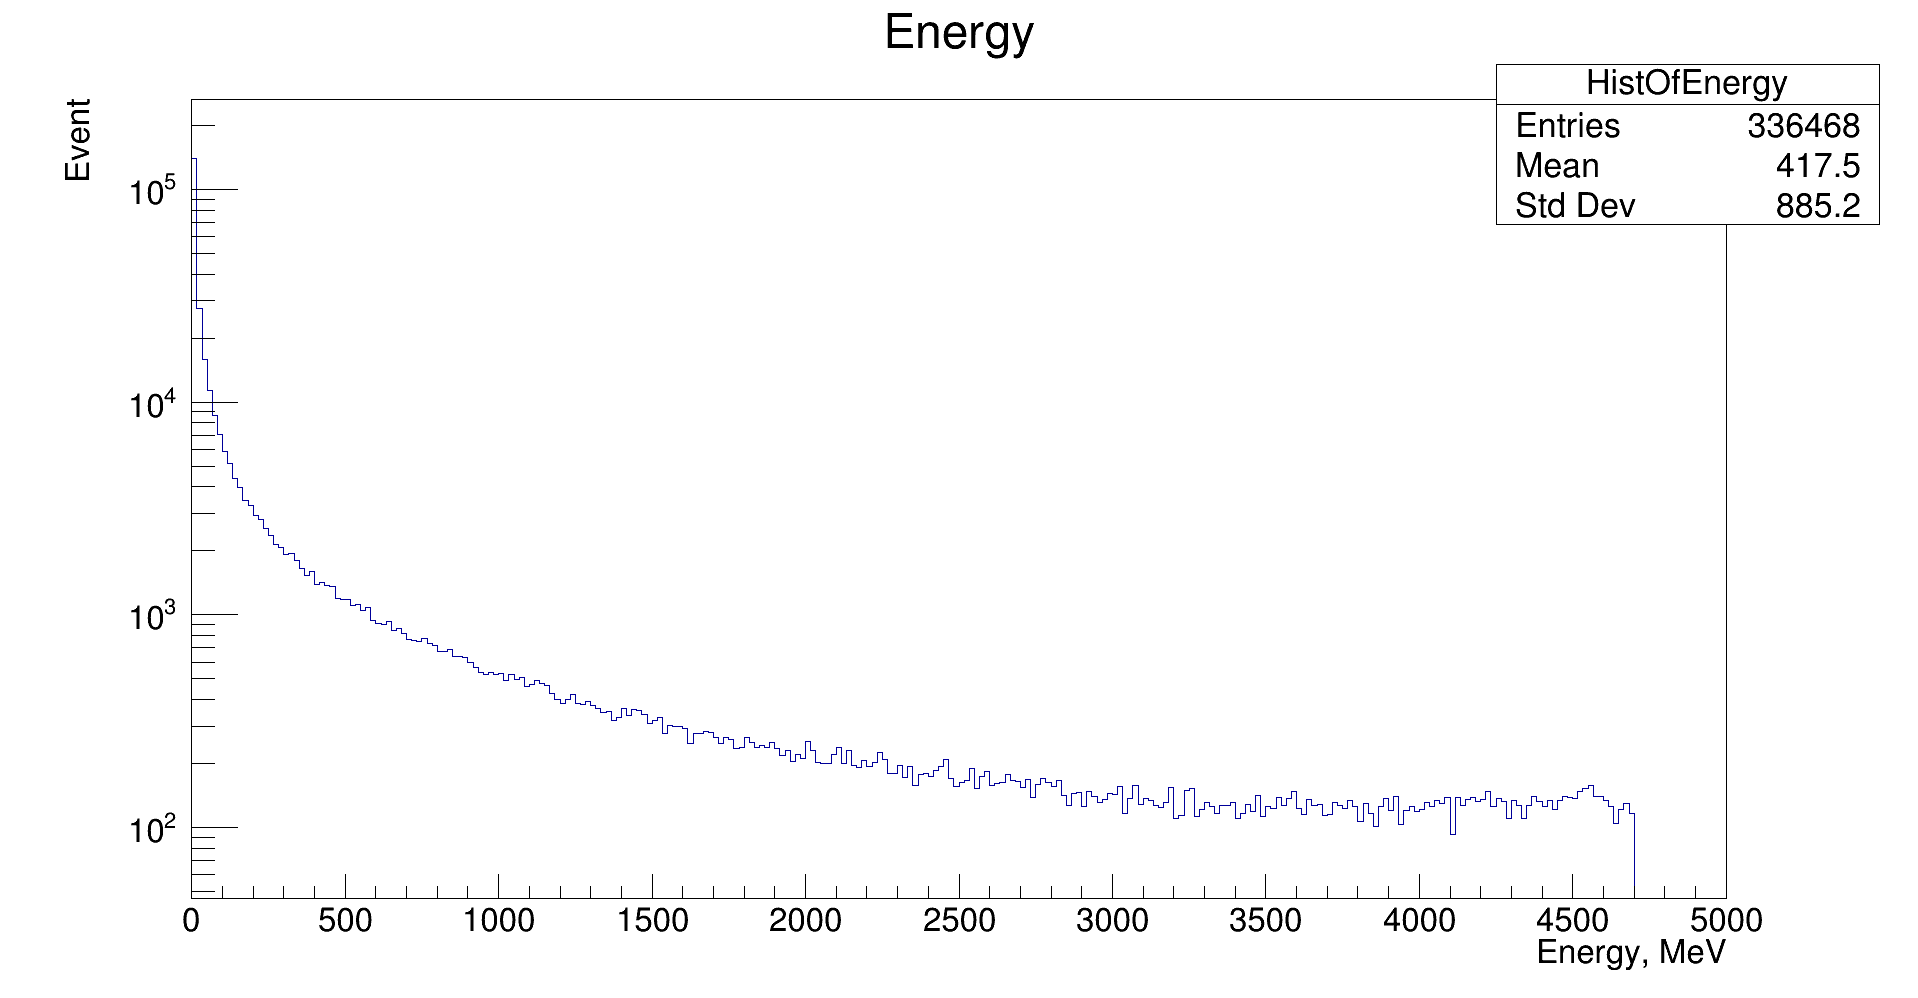 Energy
HistOfEnergy
Entries 336468
Mean 417.5
Std Dev 885.2
Event
10^5
10^4
10^3
10^2
0 500 1000 1500 2000 2500 3000 3500 4000 4500 5000
Energy, MeV